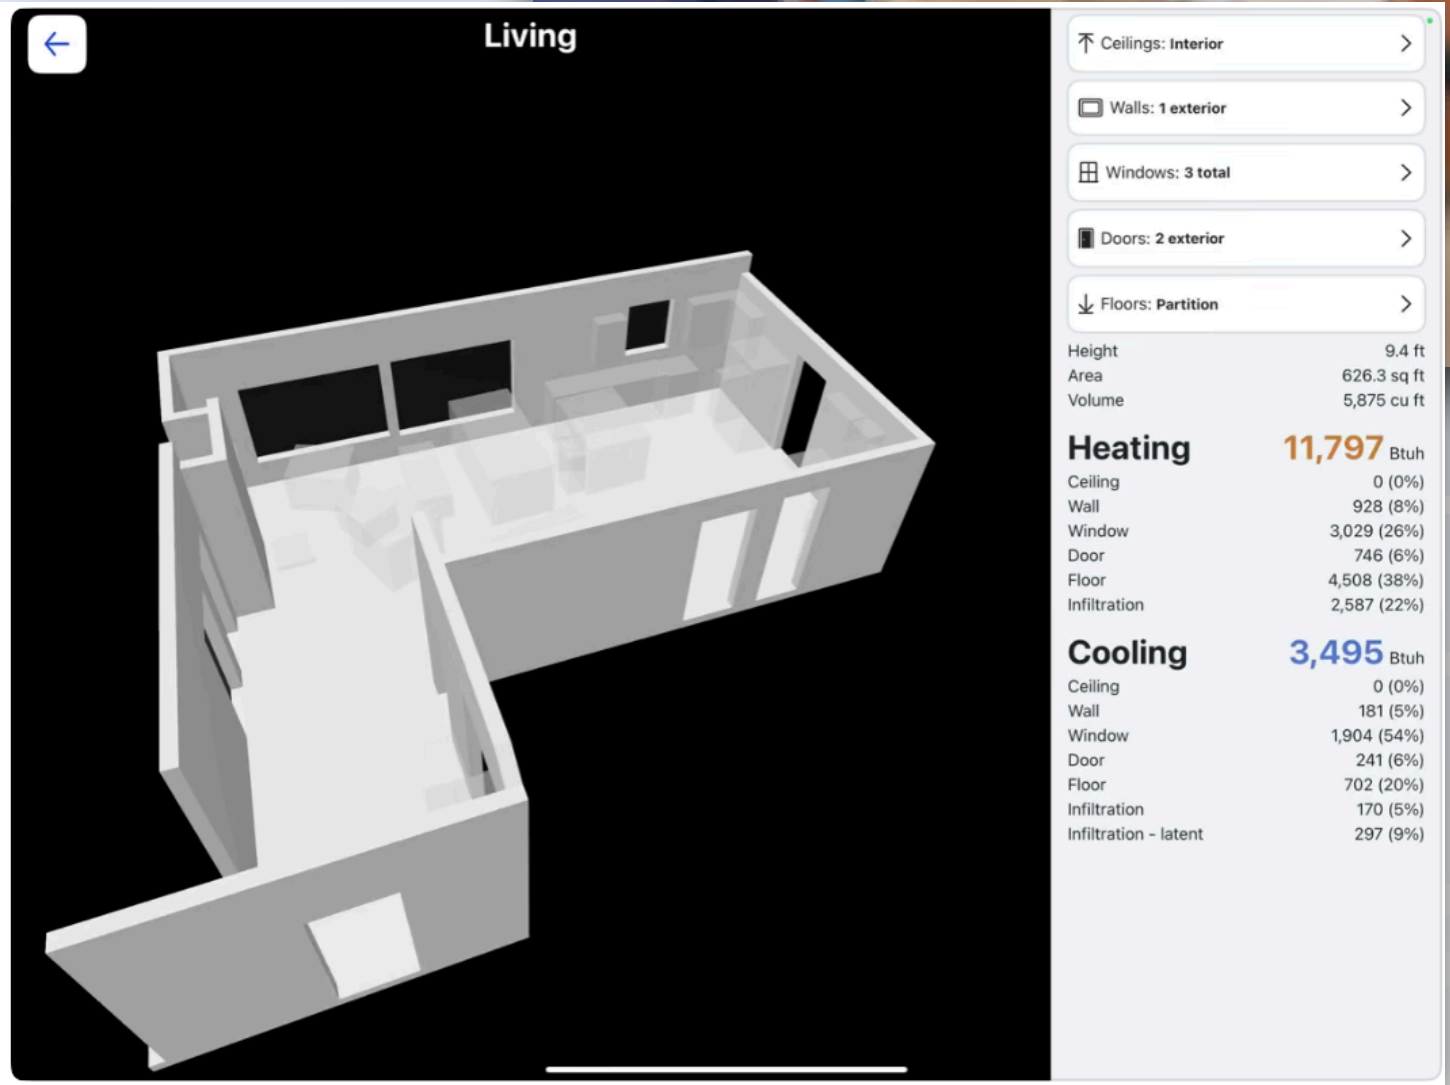 Living
Ceilings: Interior
Walls: 1 exterior
Windows: 3 total
Doors: 2 exterior
Floors: Partition
Height 9.4 ft
Area 626.3 sq ft
Volume 5,875 cu ft
Heating 11,797 Btuh
Ceiling 0 (0%)
Wall 928 (8%)
Window 3,029 (26%)
Door 746 (6%)
Floor 4,508 (38%)
Infiltration 2,587 (22%)
Cooling 3,495 Btuh
Ceiling 0 (0%)
Wall 181 (5%)
Window 1,904 (54%)
Door 241 (6%)
Floor 702 (20%)
Infiltration 170 (5%)
Infiltration - latent 297 (9%)